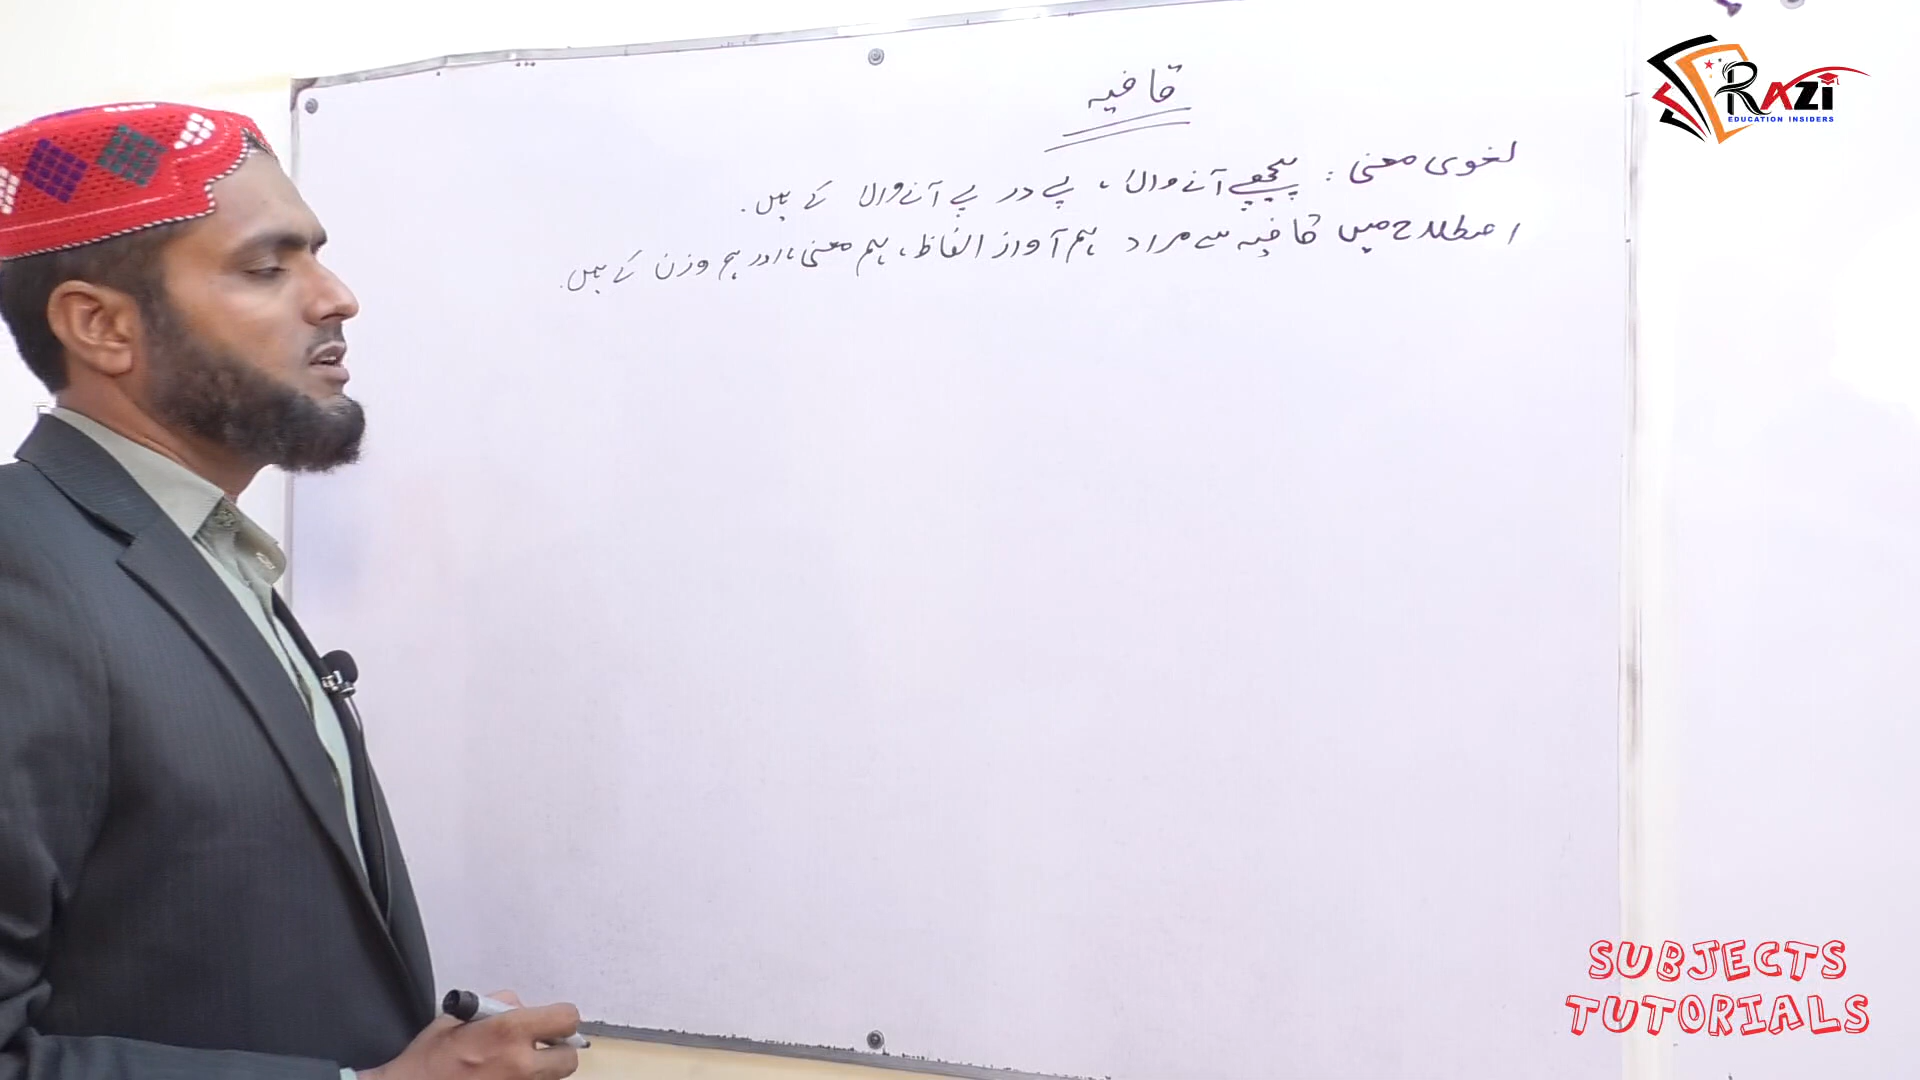 قافیہ
لغوی معنی : پیچھے آنے والا، پے در پے آنے والا کے ہیں۔
اصطلاح میں قافیہ سے مراد ہم آواز الفاظ، ہم معنی، اور ہم وزن کے ہیں۔
RAZI
EDUCATION INSIDERS
SUBJECTS
TUTORIALS